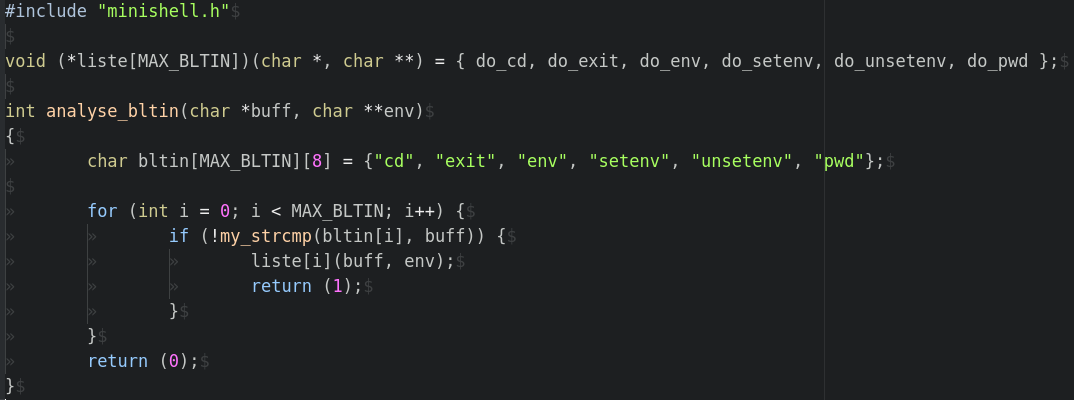 #include "minishell.h"$
$
void (*liste[MAX_BLTIN])(char *, char **) = { do_cd, do_exit, do_env, do_setenv, do_unsetenv, do_pwd };$
$
int analyse_bltin(char *buff, char **env)$
{$
»       char bltin[MAX_BLTIN][8] = {"cd", "exit", "env", "setenv", "unsetenv", "pwd"};$
$
»       for (int i = 0; i < MAX_BLTIN; i++) {$
»       »       if (!my_strcmp(bltin[i], buff)) {$
»       »       »       liste[i](buff, env);$
»       »       »       return (1);$
»       »       }$
»       }$
»       return (0);$
}$